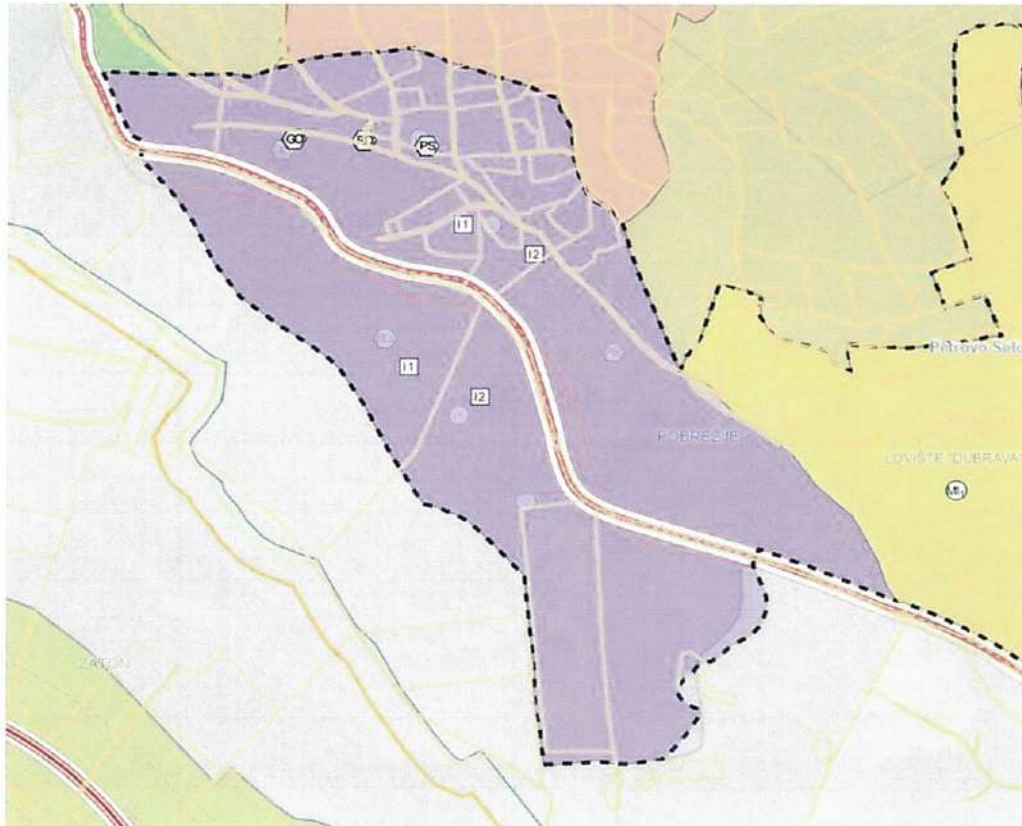 GO
PS
I1
I2
Petrovo Selo
I1
I2
POBREŽJE
LOVIŠTE "DUBRAVA"
ZATON